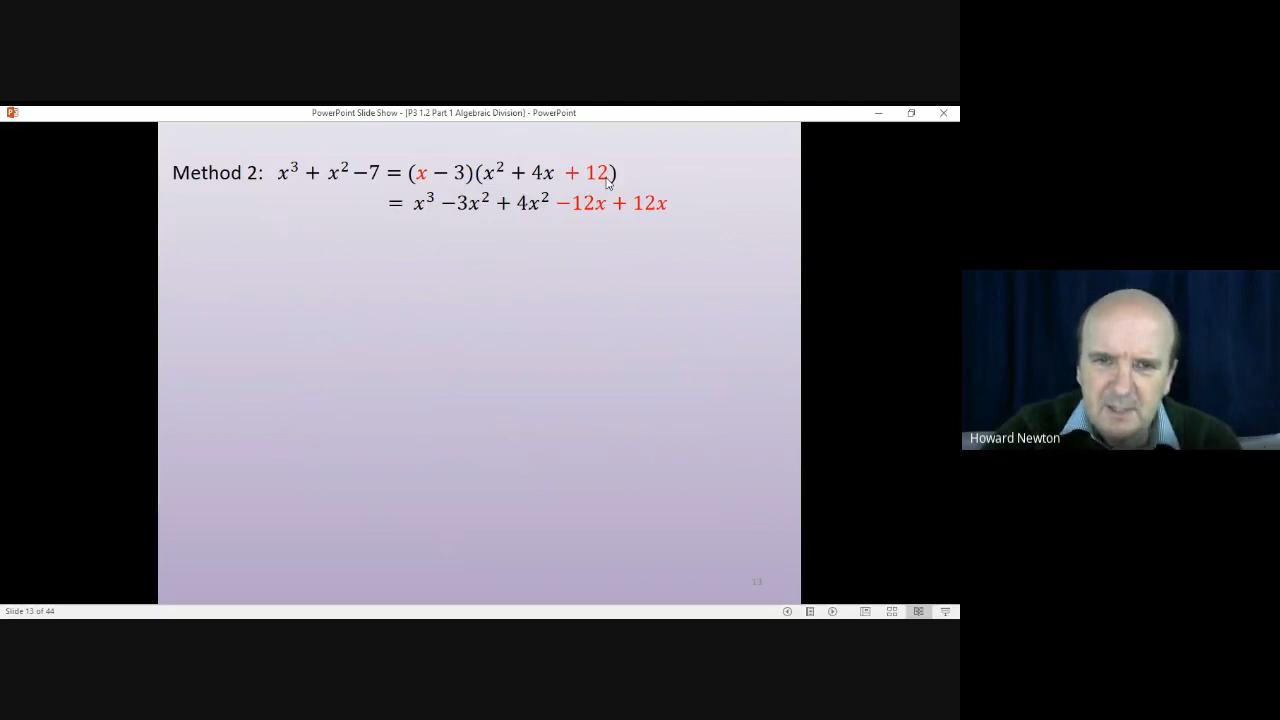 PowerPoint Slide Show - [P3 1.2 Part 1 Algebraic Division] - PowerPoint
Method 2: x³ + x² −7 = (x − 3)(x² + 4x + 12)
= x³ −3x² + 4x² −12x + 12x
Howard Newton
13
Slide 13 of 44